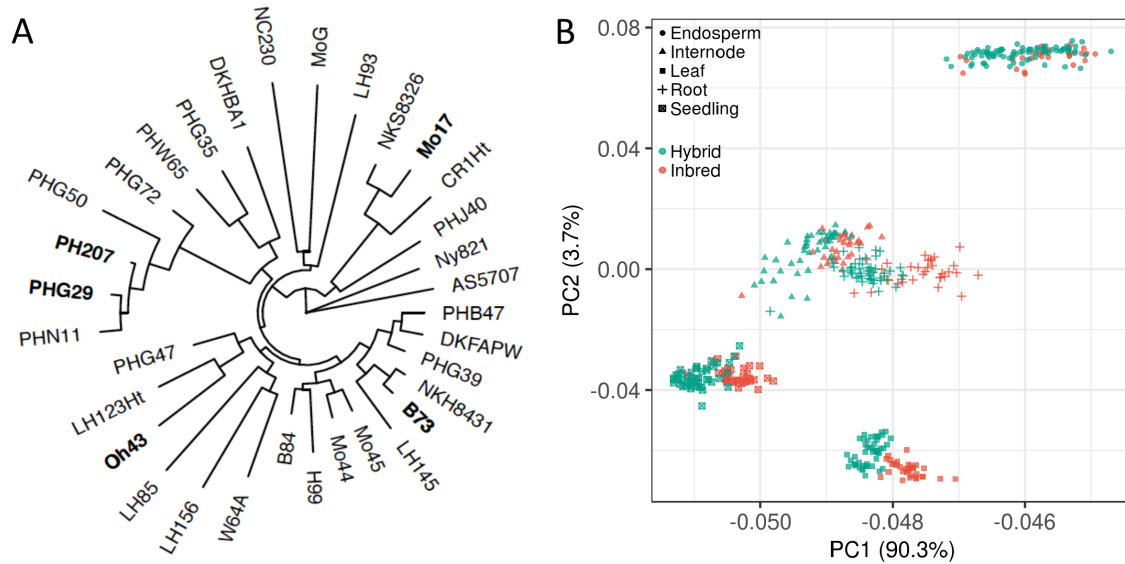 A
NC230
MoG
LH93
DKHBA1
NKS8326
Mo17
PHG35
PHW65
CR1Ht
PHG72
PHG50
PHJ40
PH207
Ny821
PHG29
AS5707
PHN11
PHB47
DKFAPW
PHG47
PHG39
LH123Ht
NKH8431
Oh43
B73
LH85
LH145
LH156
W64A
B84
66H
Mo44
Mo45
B
0.08
0.04
0.00
-0.04
PC2 (3.7%)
Endosperm
Internode
Leaf
Root
Seedling
Hybrid
Inbred
-0.050
-0.048
-0.046
PC1 (90.3%)